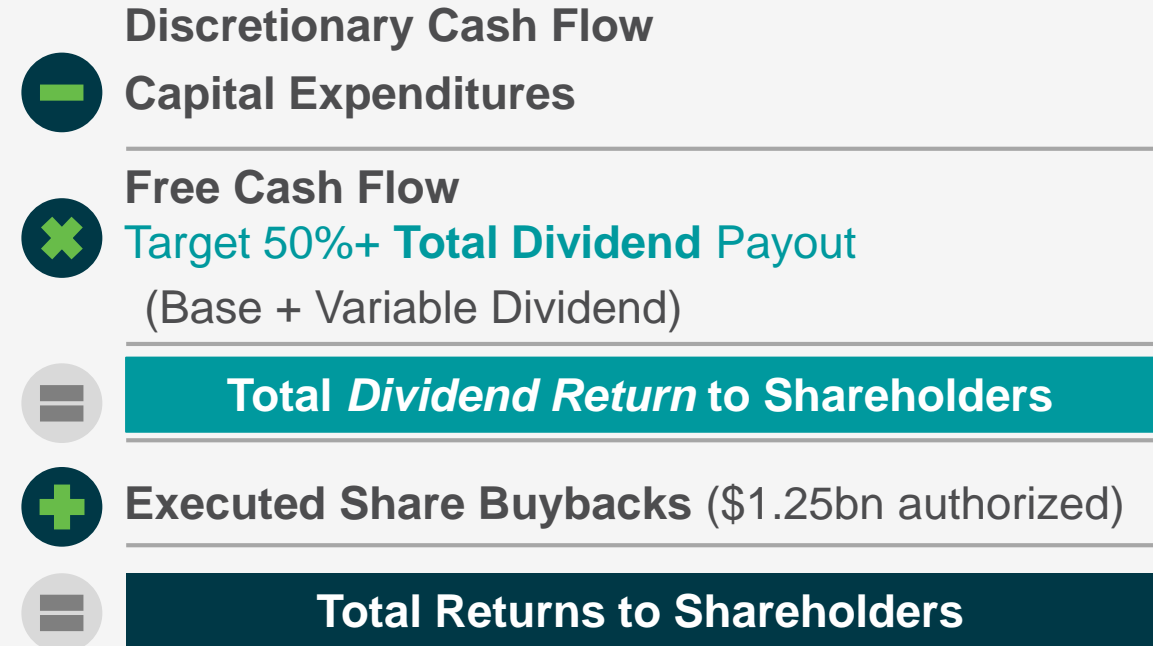 Discretionary Cash Flow
Capital Expenditures
Free Cash Flow
Target 50%+ Total Dividend Payout
(Base + Variable Dividend)
Total Dividend Return to Shareholders
Executed Share Buybacks ($1.25bn authorized)
Total Returns to Shareholders